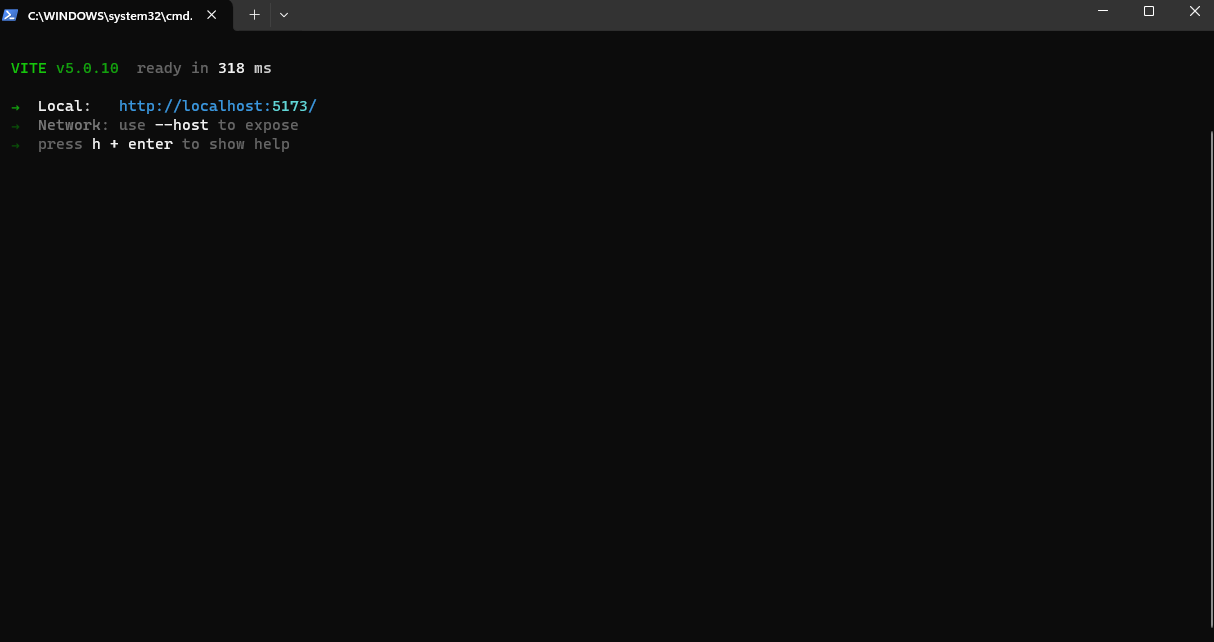 C:\WINDOWS\system32\cmd.
VITE v5.0.10  ready in 318 ms
➜  Local:   http://localhost:5173/
➜  Network: use --host to expose
➜  press h + enter to show help